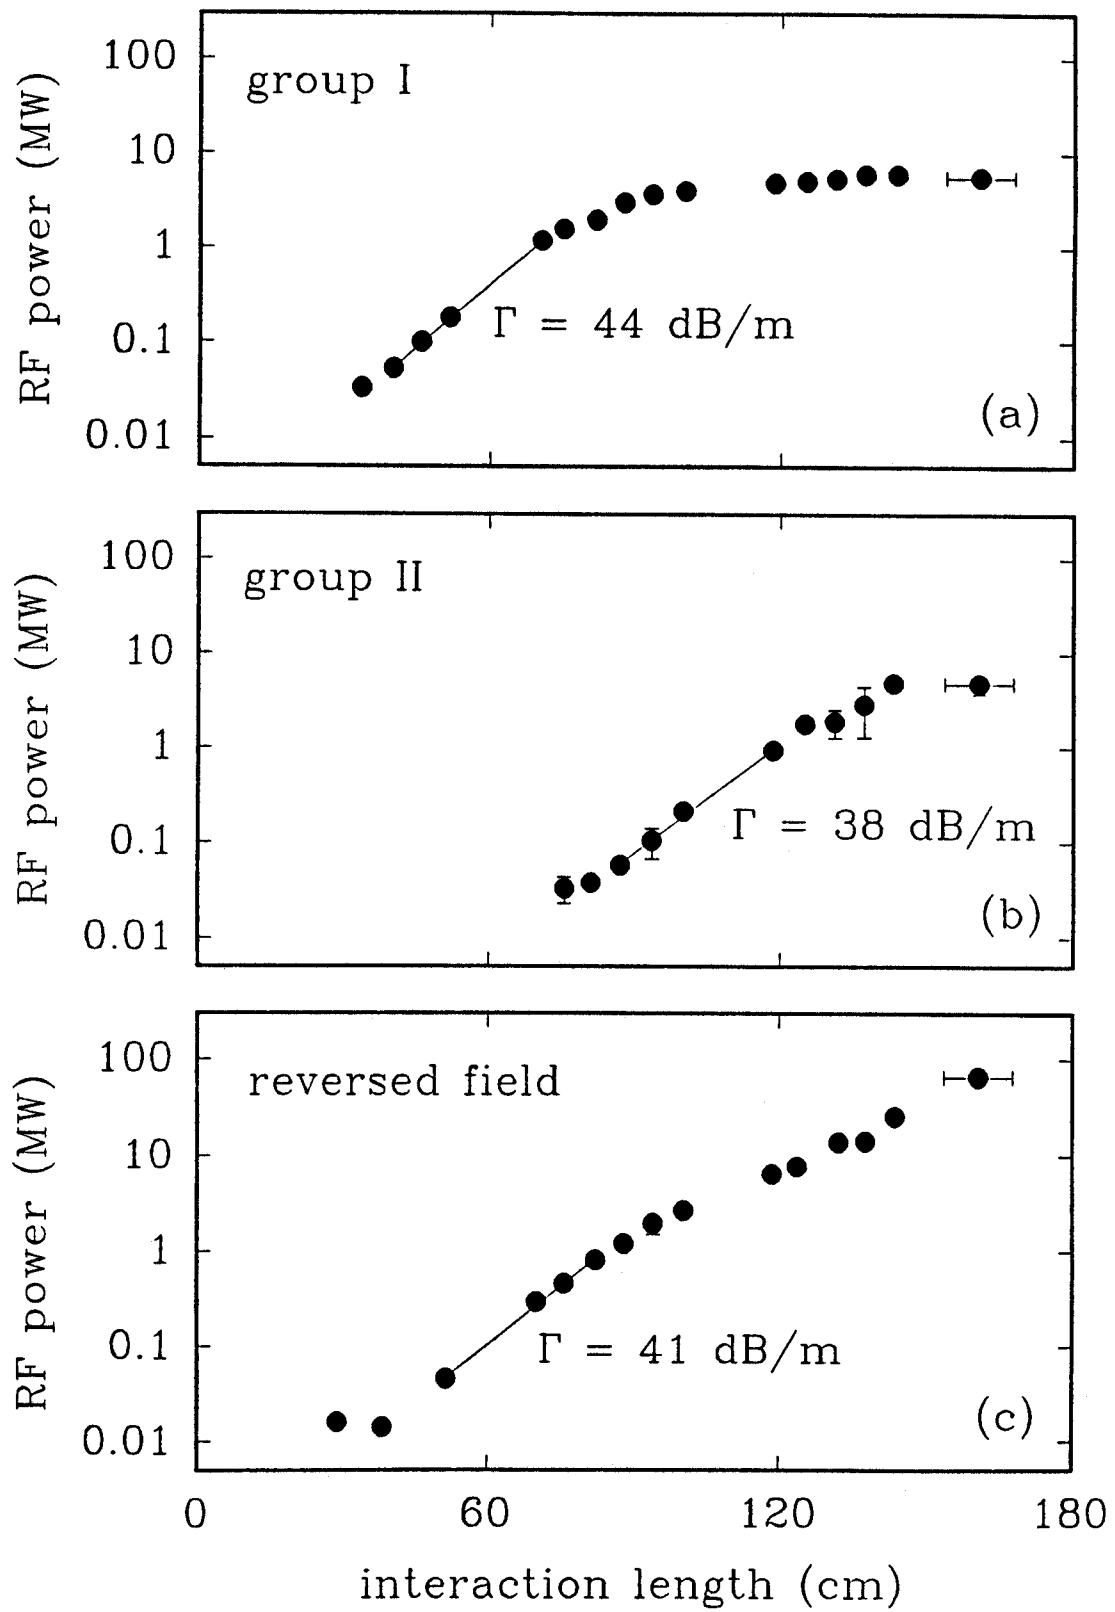 RF power (MW)
100
10
1
0.1
0.01
group I
Γ = 44 dB/m
(a)
RF power (MW)
100
10
1
0.1
0.01
group II
Γ = 38 dB/m
(b)
RF power (MW)
100
10
1
0.1
0.01
reversed field
Γ = 41 dB/m
(c)
0 60 120 180
interaction length (cm)